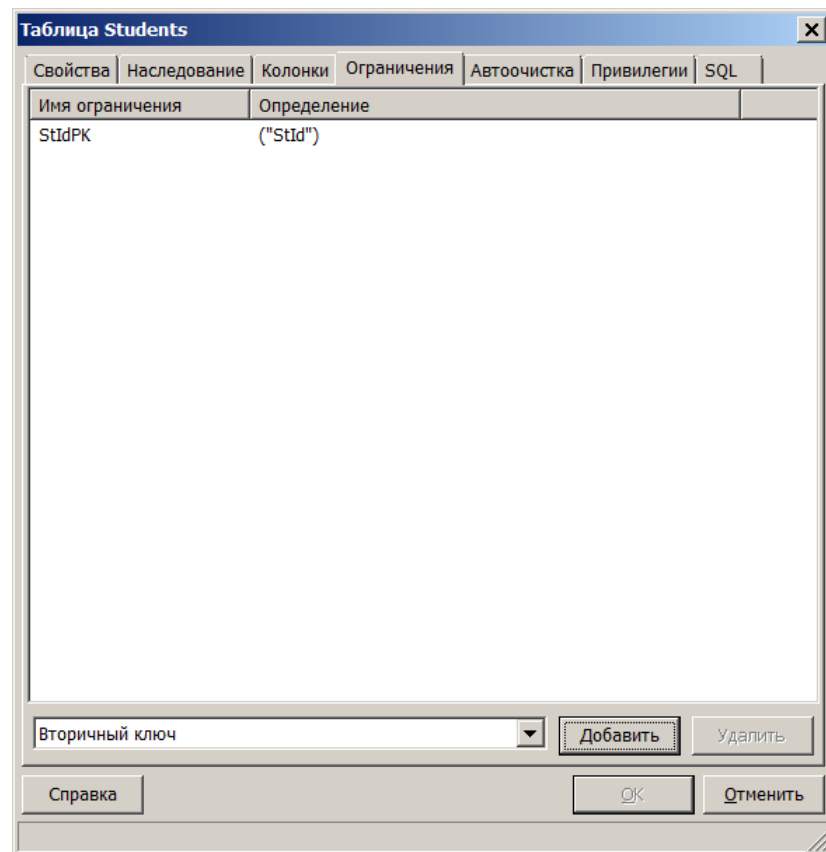 Таблица Students
Свойства Наследование Колонки Ограничения Автоочистка Привилегии SQL
Имя ограничения Определение
StIdPK ("StId")
Вторичный ключ Добавить Удалить
Справка OK Отменить